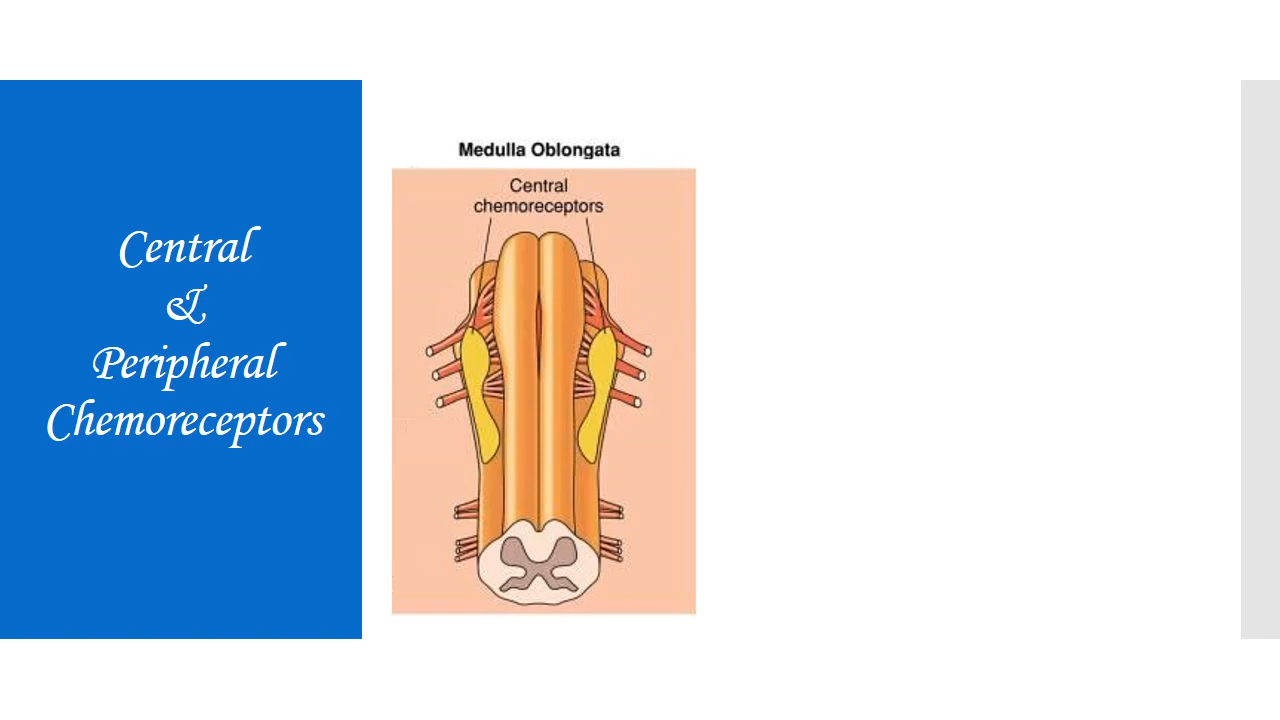 Central
&
Peripheral
Chemoreceptors
Medulla Oblongata
Central
chemoreceptors